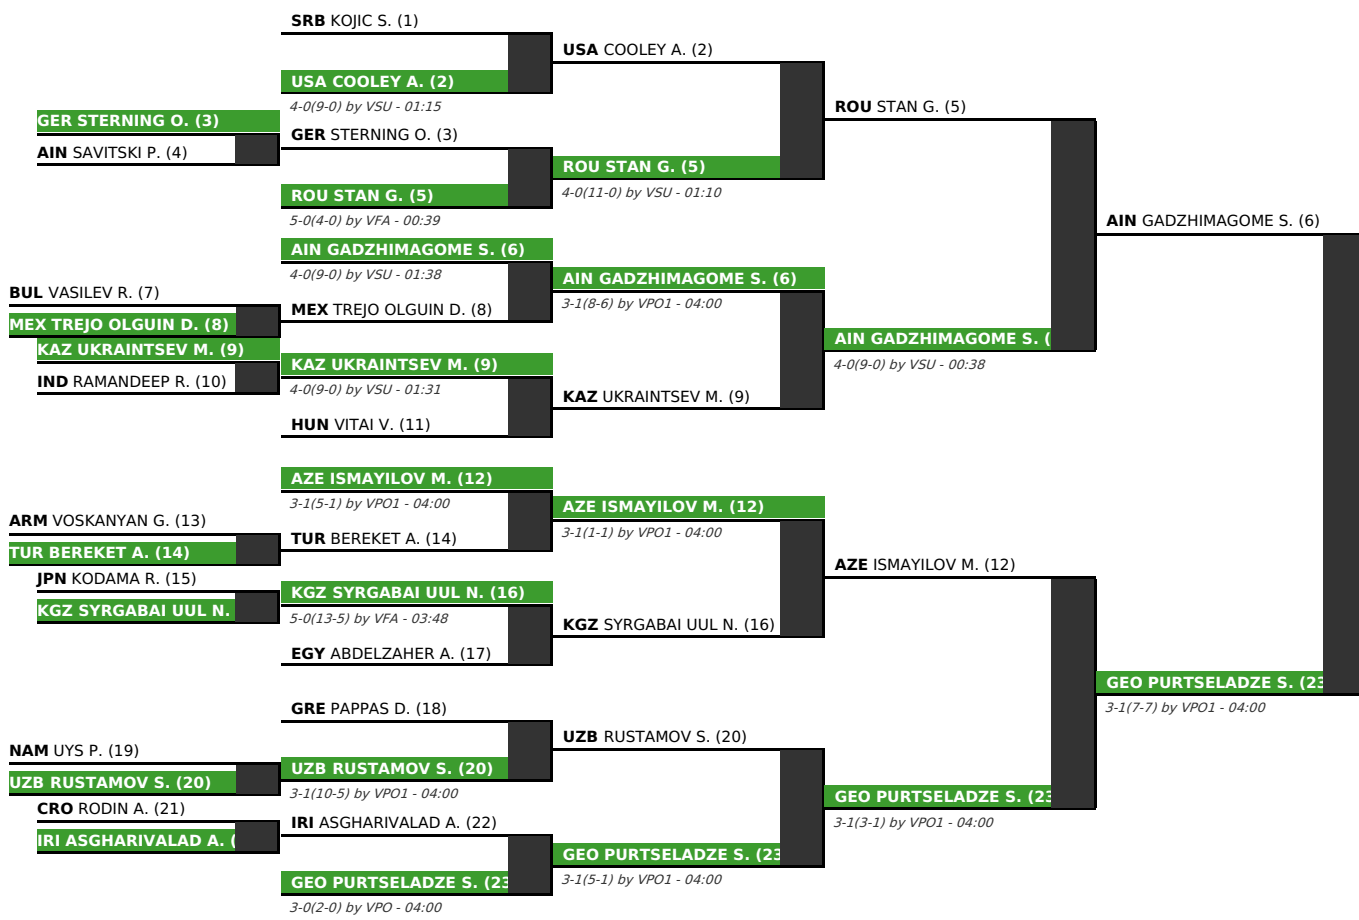 SRB KOJIC S. (1)
USA COOLEY A. (2)
4-0(9-0) by VSU - 01:15
GER STERNING O. (3)
AIN SAVITSKI P. (4)
GER STERNING O. (3)
ROU STAN G. (5)
5-0(4-0) by VFA - 00:39
USA COOLEY A. (2)
ROU STAN G. (5)
4-0(11-0) by VSU - 01:10
AIN GADZHIMAGOME S. (6)
4-0(9-0) by VSU - 01:38
BUL VASILEV R. (7)
MEX TREJO OLGUIN D. (8)
MEX TREJO OLGUIN D. (8)
KAZ UKRAINTSEV M. (9)
IND RAMANDEEP R. (10)
KAZ UKRAINTSEV M. (9)
4-0(9-0) by VSU - 01:31
HUN VITAI V. (11)
AIN GADZHIMAGOME S. (6)
3-1(8-6) by VPO1 - 04:00
KAZ UKRAINTSEV M. (9)
ROU STAN G. (5)
AIN GADZHIMAGOME S. (
4-0(9-0) by VSU - 00:38
AIN GADZHIMAGOME S. (6)
AZE ISMAYILOV M. (12)
3-1(5-1) by VPO1 - 04:00
ARM VOSKANYAN G. (13)
TUR BEREKET A. (14)
TUR BEREKET A. (14)
JPN KODAMA R. (15)
KGZ SYRGABAI UUL N.
KGZ SYRGABAI UUL N. (16)
5-0(13-5) by VFA - 03:48
EGY ABDELZAHER A. (17)
AZE ISMAYILOV M. (12)
3-1(1-1) by VPO1 - 04:00
KGZ SYRGABAI UUL N. (16)
GRE PAPPAS D. (18)
NAM UYS P. (19)
UZB RUSTAMOV S. (20)
UZB RUSTAMOV S. (20)
3-1(10-5) by VPO1 - 04:00
CRO RODIN A. (21)
IRI ASGHARIVALAD A. (
IRI ASGHARIVALAD A. (22)
GEO PURTSELADZE S. (23
3-0(2-0) by VPO - 04:00
UZB RUSTAMOV S. (20)
GEO PURTSELADZE S. (23
3-1(5-1) by VPO1 - 04:00
AZE ISMAYILOV M. (12)
GEO PURTSELADZE S. (23
3-1(3-1) by VPO1 - 04:00
GEO PURTSELADZE S. (23
3-1(7-7) by VPO1 - 04:00